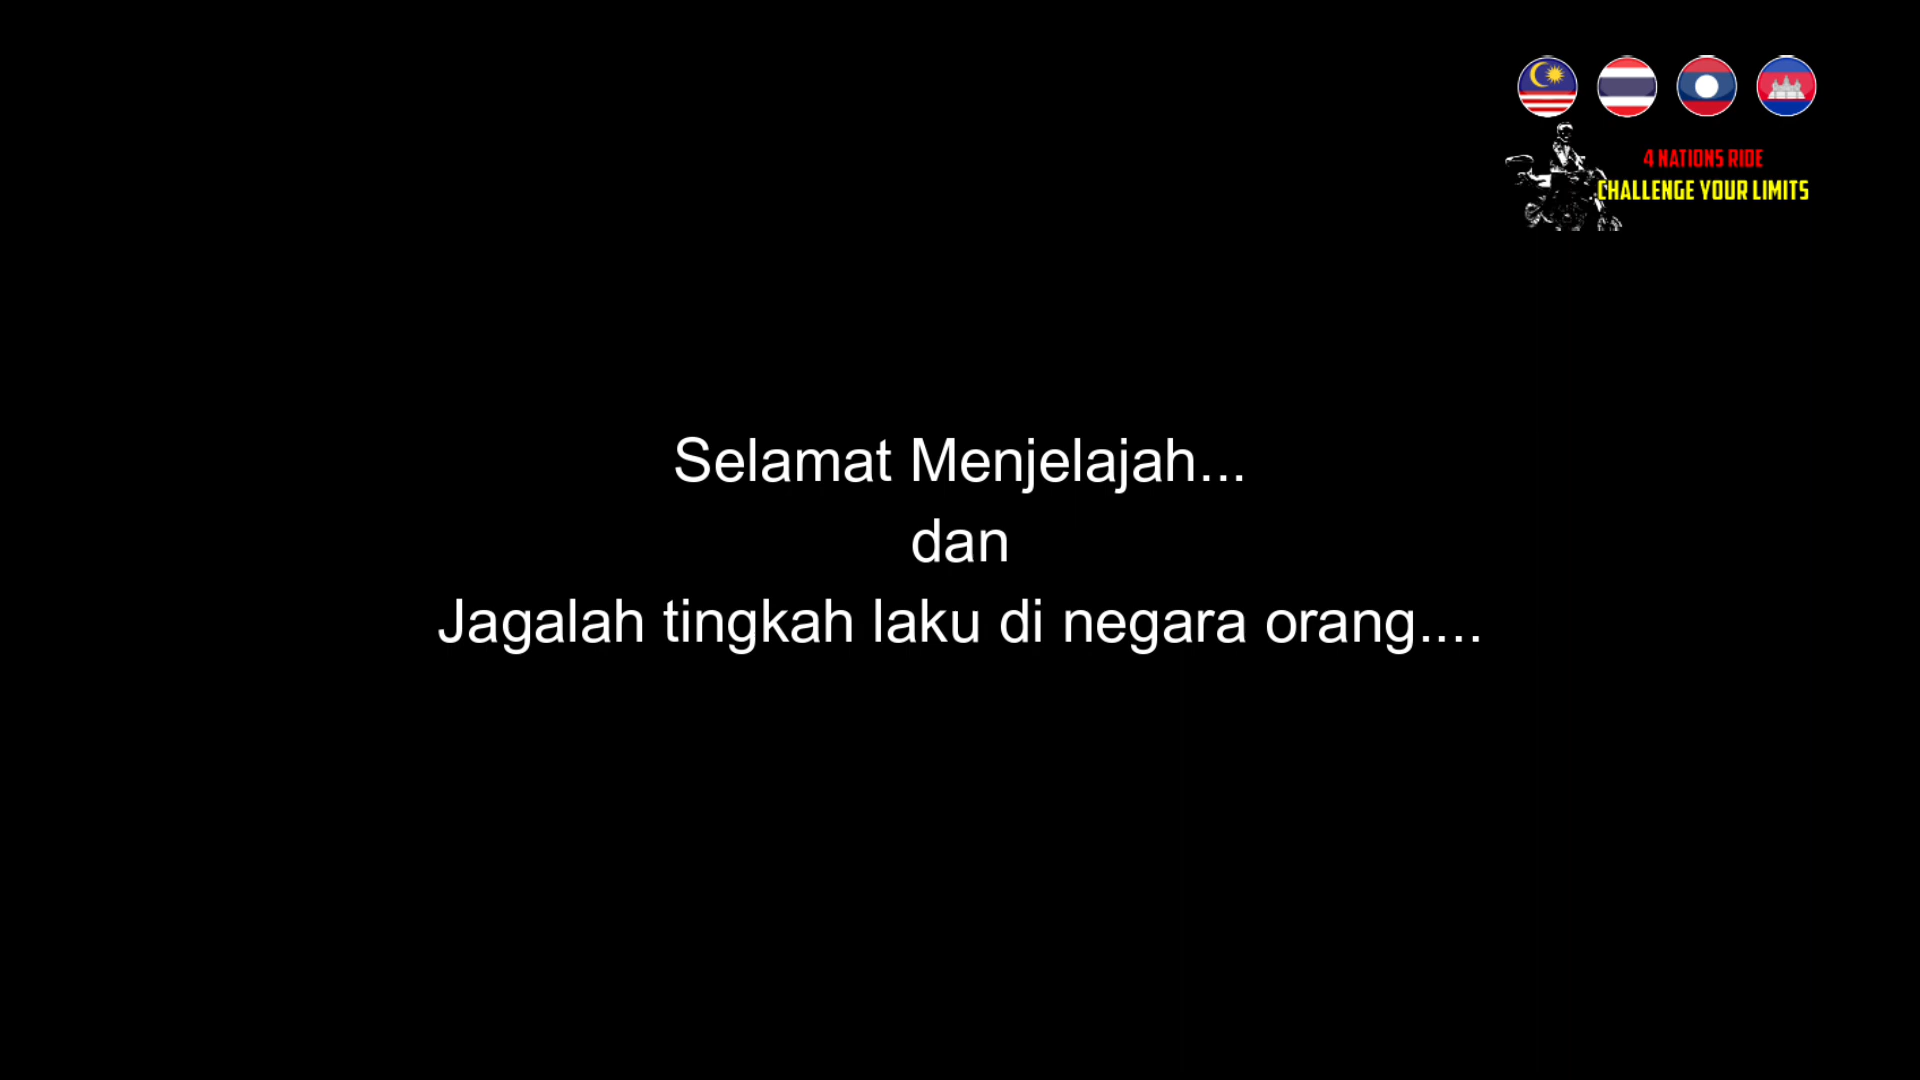 4 NATIONS RIDE
CHALLENGE YOUR LIMITS
Selamat Menjelajah...
dan
Jagalah tingkah laku di negara orang....